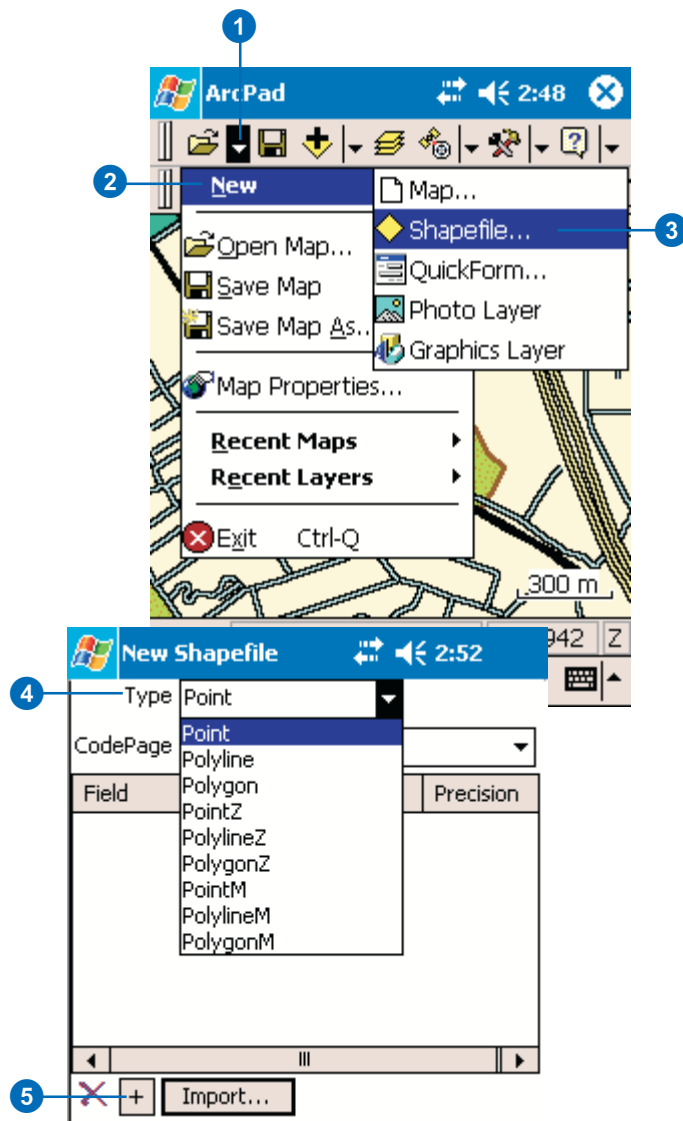 1
ArcPad 2:48
2
New
Map...
Shapefile...
3
Open Map...
QuickForm...
Save Map
Photo Layer
Save Map As..
Graphics Layer
Map Properties...
Recent Maps
Recent Layers
Exit Ctrl-Q
300 m
942 Z
New Shapefile 2:52
4
Type Point
CodePage
Point
Polyline
Polygon
PointZ
PolylineZ
PolygonZ
PointM
PolylineM
PolygonM
Field Precision
5
+ Import...